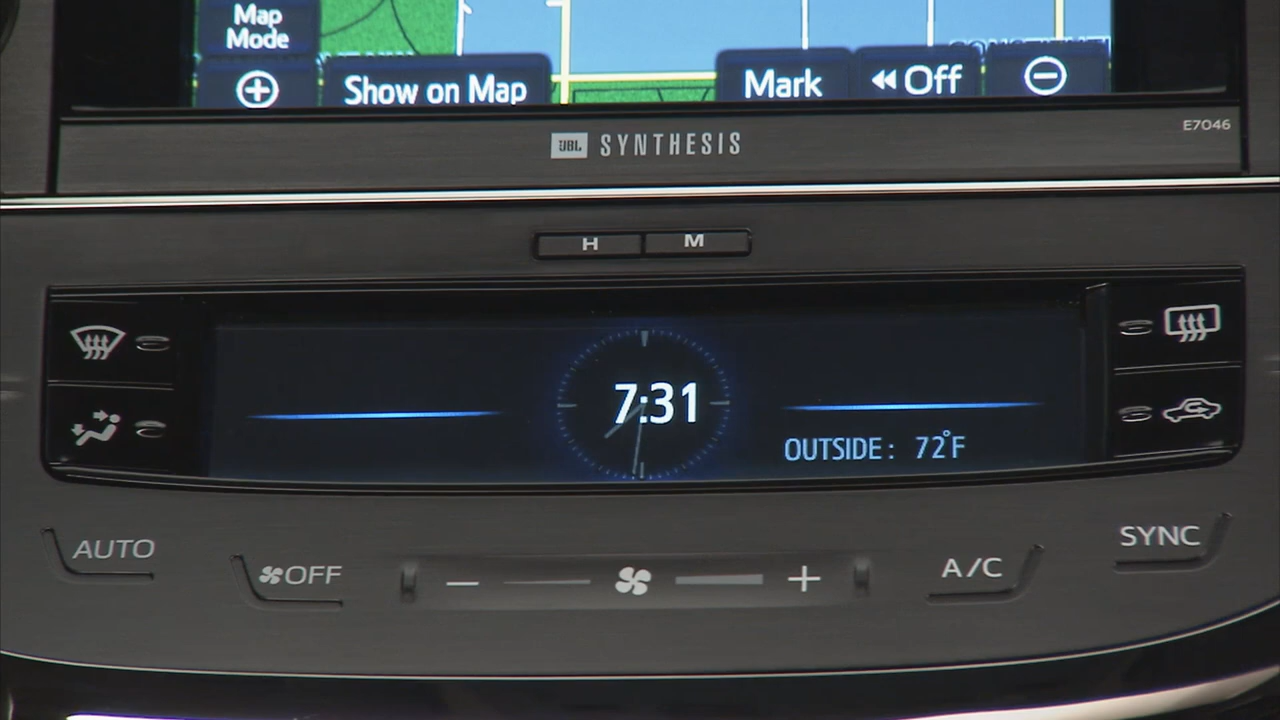 Map
Mode
Show on Map
Mark
Off
JBL SYNTHESIS
E7046
H M
7:31
OUTSIDE: 72°F
AUTO
OFF
A/C
SYNC